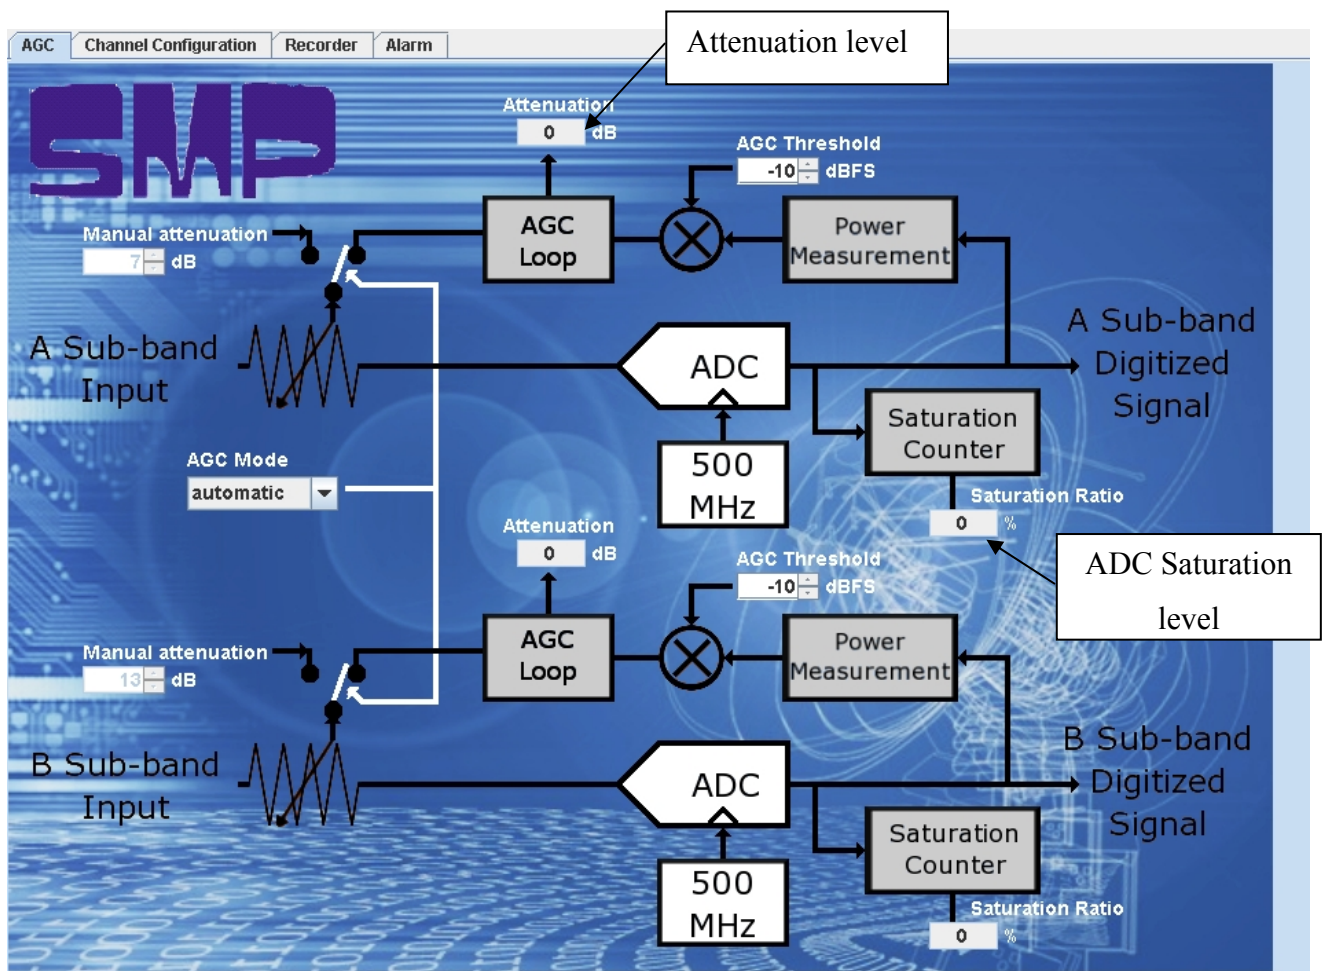 AGC Channel Configuration Recorder Alarm
Attenuation level
SMP
Attenuation
0 dB
AGC Threshold
-10 dBFS
AGC
Loop
Power
Measurement
Manual attenuation
7 dB
A Sub-band
Input
ADC
A Sub-band
Digitized
Signal
Saturation
Counter
500
MHz
AGC Mode
automatic
Saturation Ratio
0 %
ADC Saturation
level
Attenuation
0 dB
AGC Threshold
-10 dBFS
AGC
Loop
Power
Measurement
Manual attenuation
13 dB
B Sub-band
Input
ADC
B Sub-band
Digitized
Signal
Saturation
Counter
500
MHz
Saturation Ratio
0 %